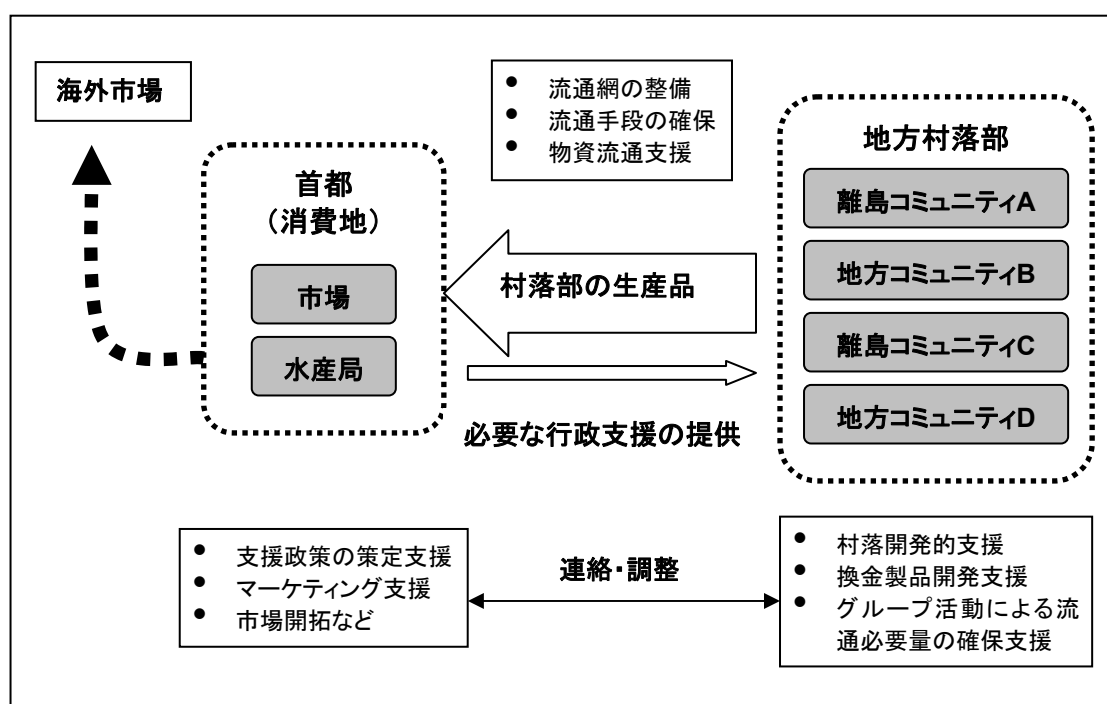 海外市場
● 流通網の整備
● 流通手段の確保
● 物資流通支援
首都
（消費地）
市場
水産局
村落部の生産品
必要な行政支援の提供
地方村落部
離島コミュニティA
地方コミュニティB
離島コミュニティC
地方コミュニティD
● 支援政策の策定支援
● マーケティング支援
● 市場開拓など
連絡・調整
● 村落開発的支援
● 換金製品開発支援
● グループ活動による流
通必要量の確保支援